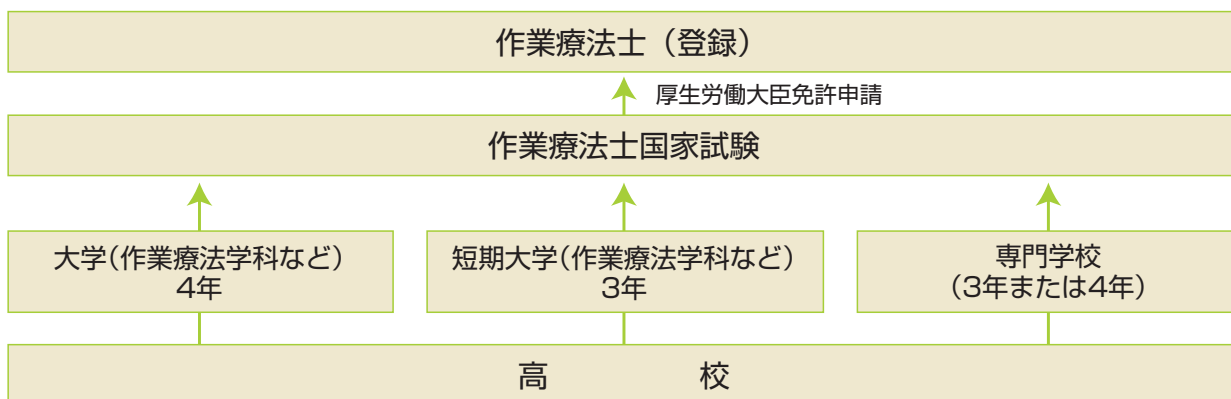 作業療法士（登録）
厚生労働大臣免許申請
作業療法士国家試験
大学（作業療法学科など）
4年
短期大学（作業療法学科など）
3年
専門学校
（3年または4年）
高　校